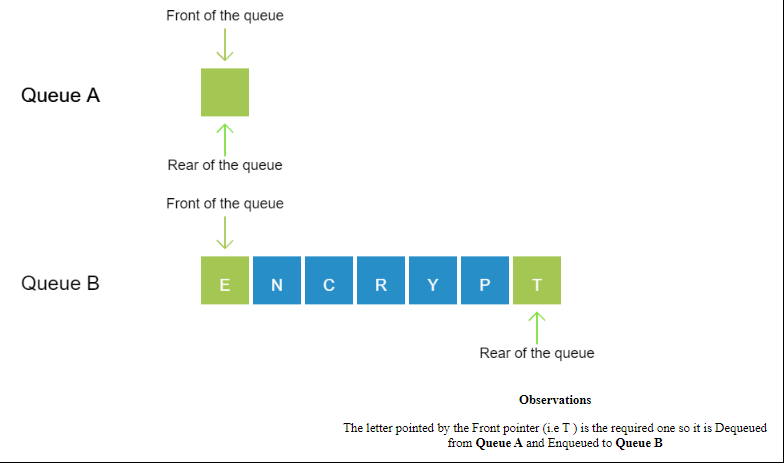 Front of the queue
Queue A
Rear of the queue
Front of the queue
Queue B
E N C R Y P T
Rear of the queue
Observations
The letter pointed by the Front pointer (i.e T ) is the required one so it is Dequeued
from Queue A and Enqueued to Queue B